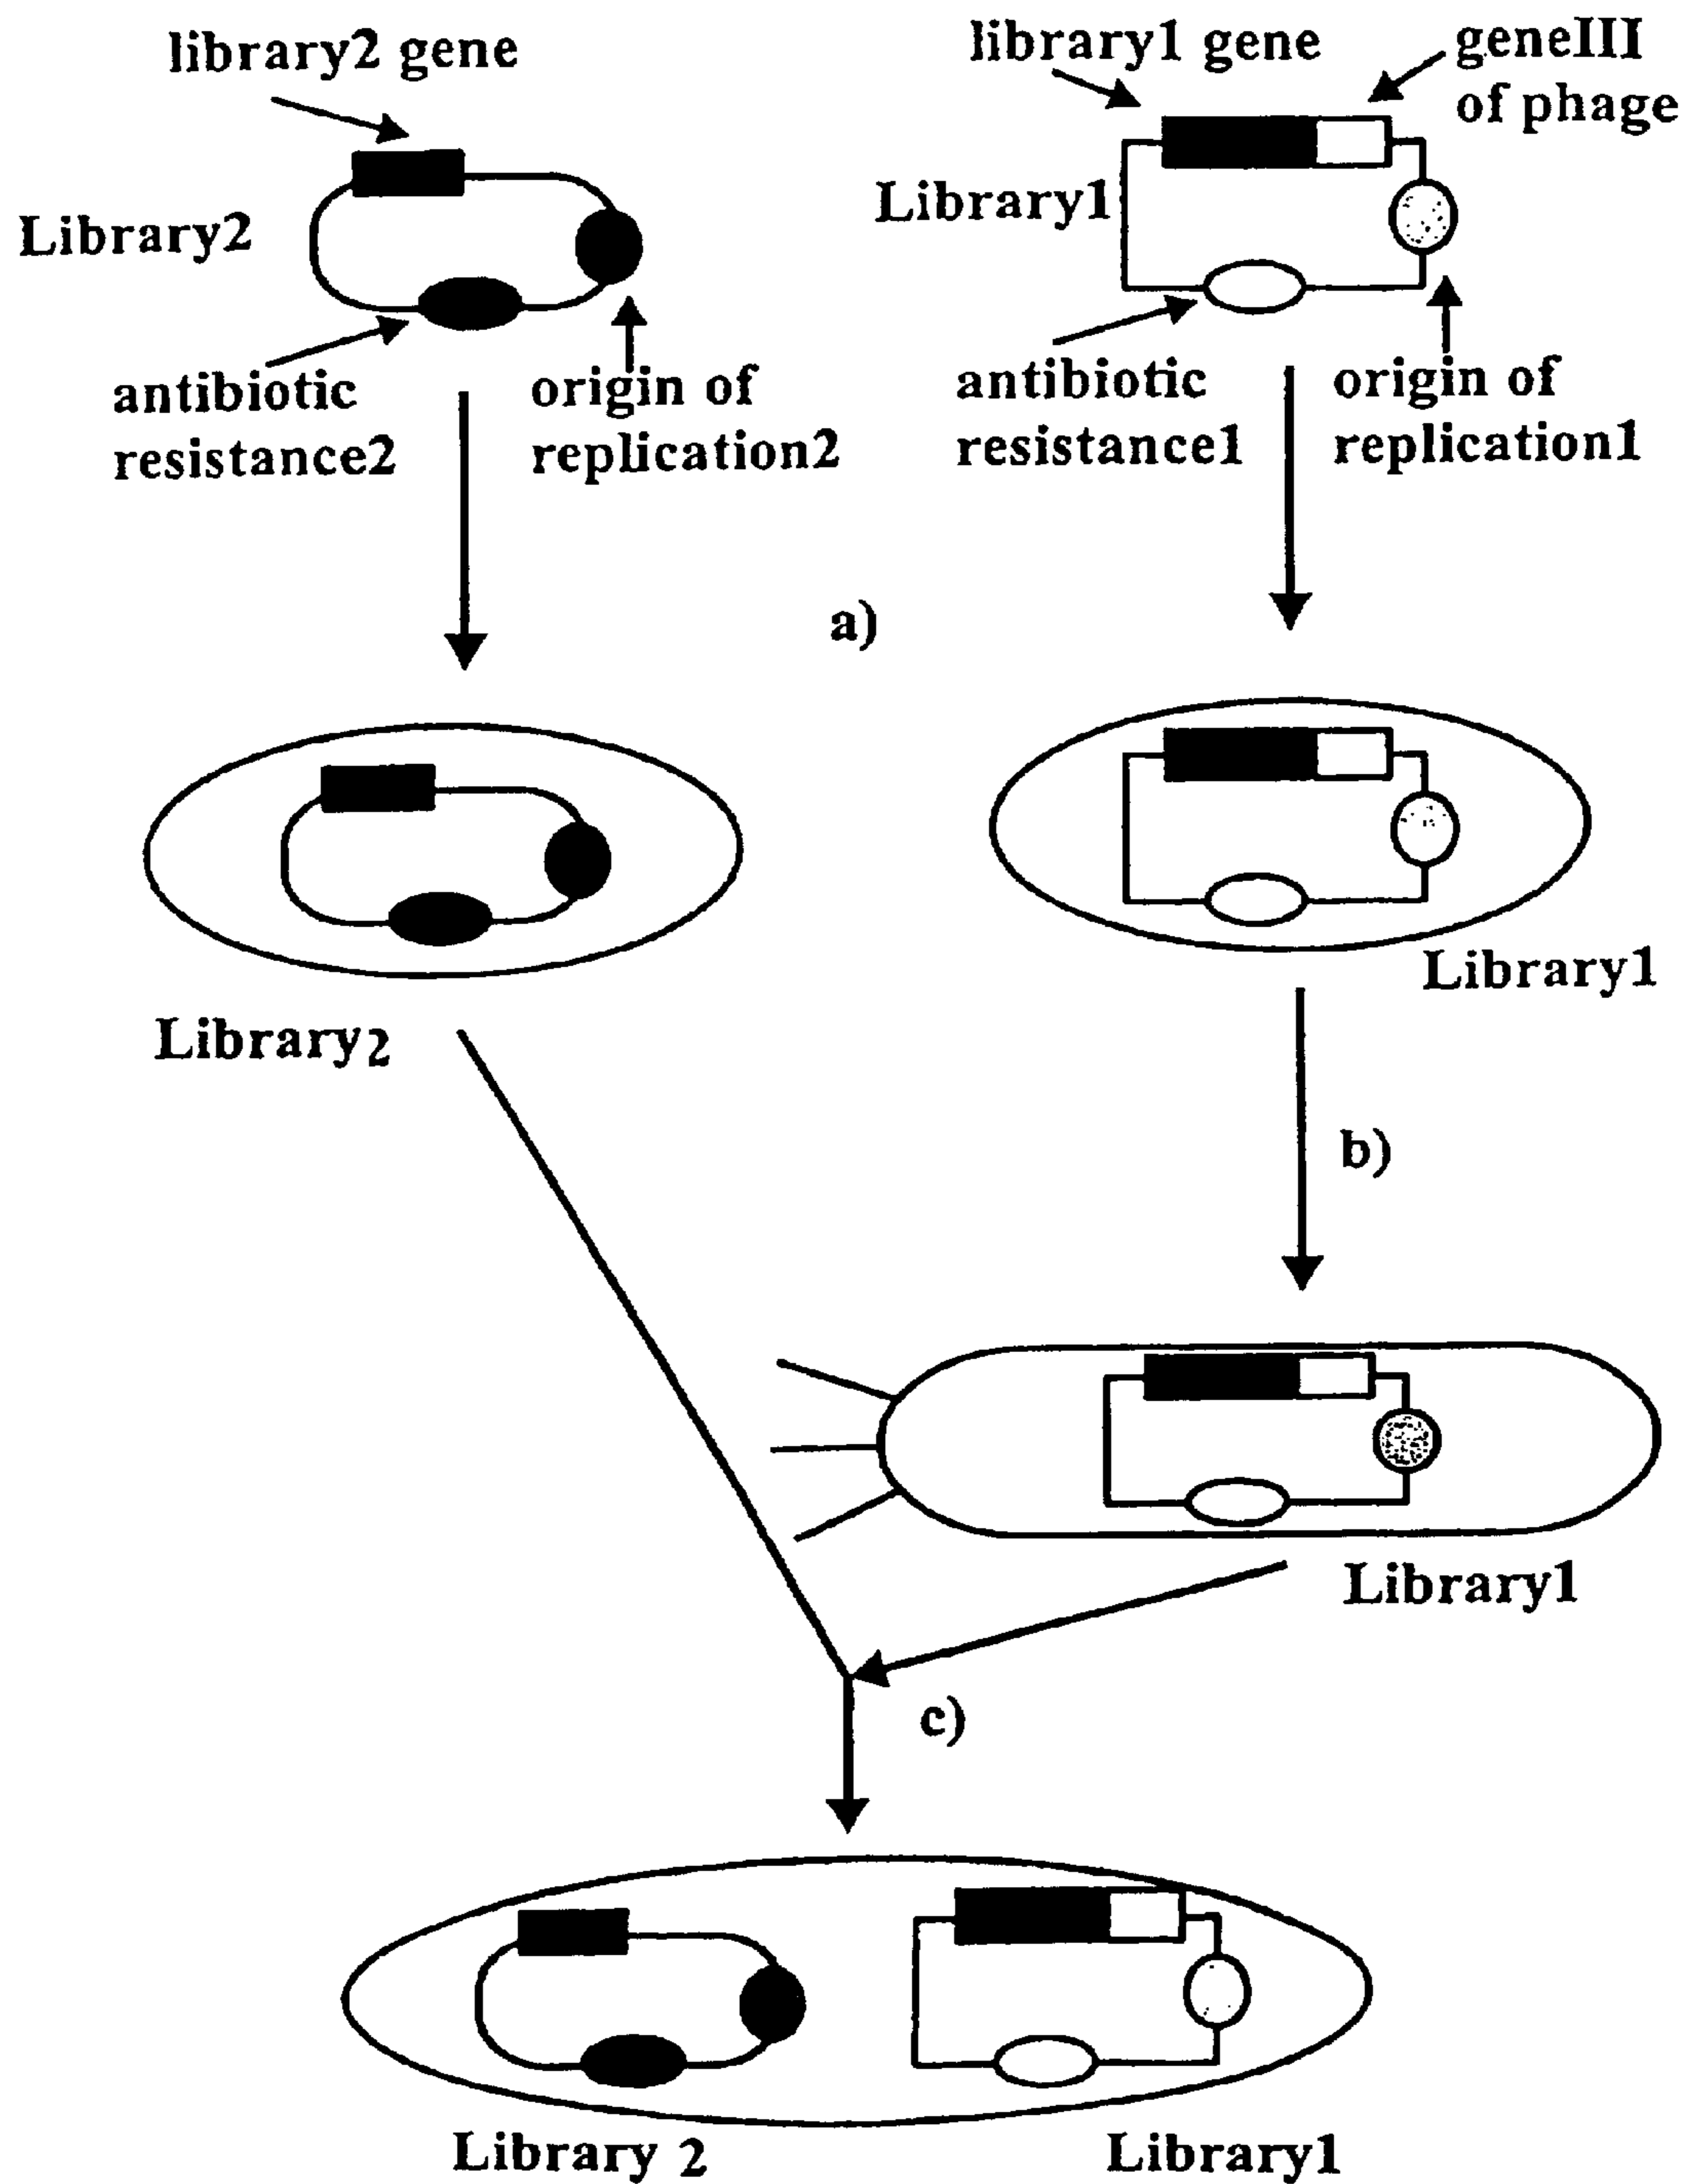 library2 gene
library1 gene
geneIII
of phage
Library2
Library1
antibiotic
resistance2
origin of
replication2
antibiotic
resistance1
origin of
replication1
a)
Library1
Library2
b)
Library1
c)
Library 2
Library1